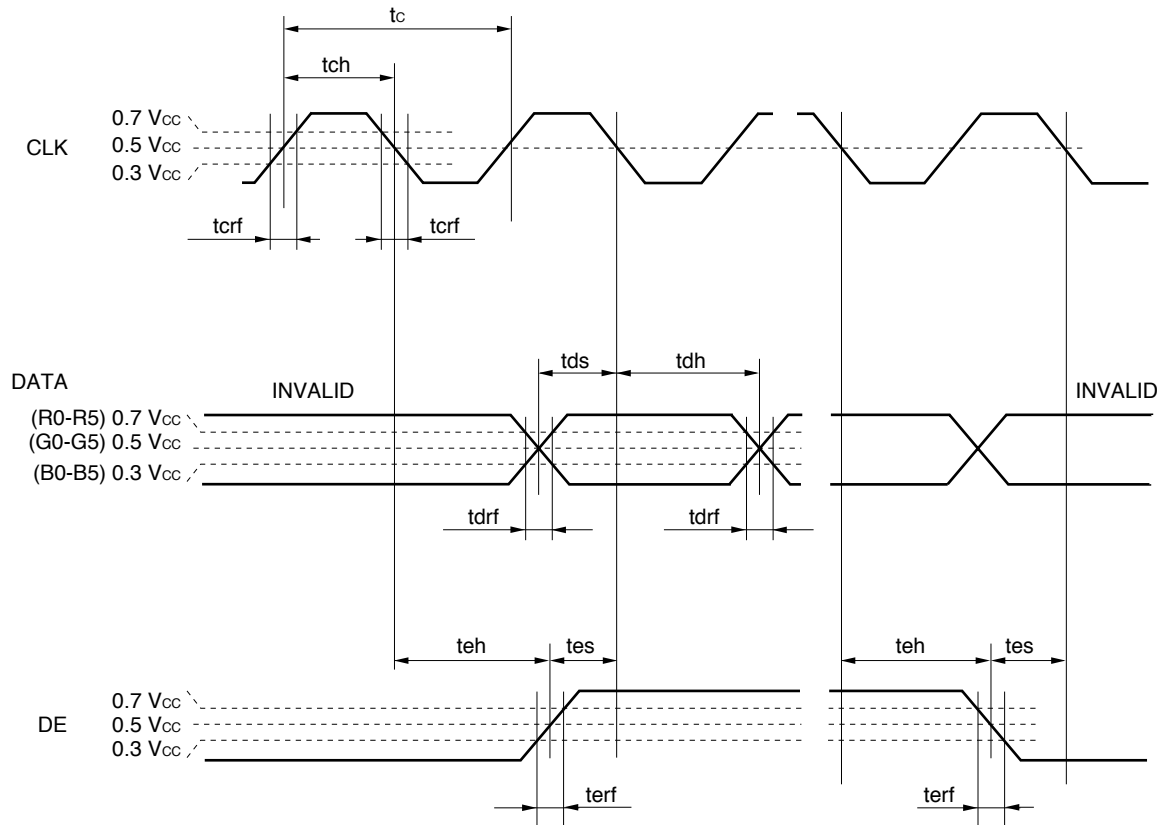 tc
tch
0.7 Vcc
CLK
0.5 Vcc
0.3 Vcc
tcrf
tcrf
tds
tdh
DATA
INVALID
INVALID
(R0-R5) 0.7 Vcc
(G0-G5) 0.5 Vcc
(B0-B5) 0.3 Vcc
tdrf
tdrf
teh
tes
teh
tes
0.7 Vcc
DE
0.5 Vcc
0.3 Vcc
terf
terf